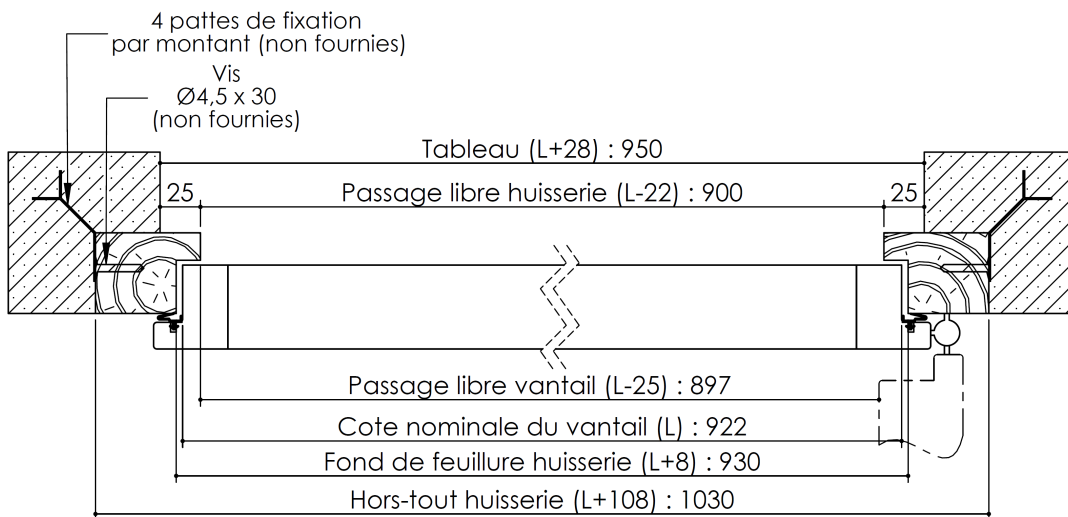 4 pattes de fixation
par montant (non fournies)
Vis
Ø4,5 x 30
(non fournies)
Tableau (L+28) : 950
25
Passage libre huisserie (L-22) : 900
25
Passage libre vantail (L-25) : 897
Cote nominale du vantail (L) : 922
Fond de feuillure huisserie (L+8) : 930
Hors-tout huisserie (L+108) : 1030